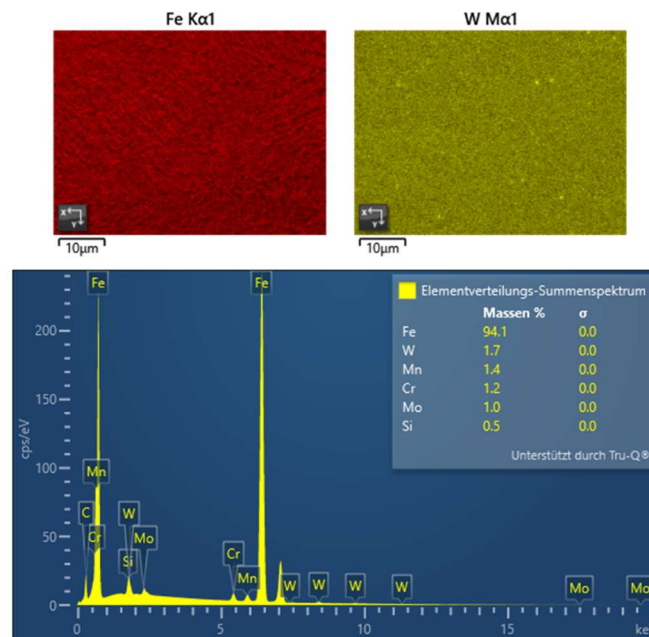 Fe Kα1
W Mα1
X
Y
10µm
X
Y
10µm
Elementverteilungs-Summenspektrum
Massen % σ
Fe 94.1 0.0
W 1.7 0.0
Mn 1.4 0.0
Cr 1.2 0.0
Mo 1.0 0.0
Si 0.5 0.0
Unterstützt durch Tru-Q®
cps/eV
200
150
100
50
0
Fe
Fe
Mn
C
W
Cr
Mo
Si
Cr
Mn
W
W
W
W
Mo
Mo
0 5 10 15 ke